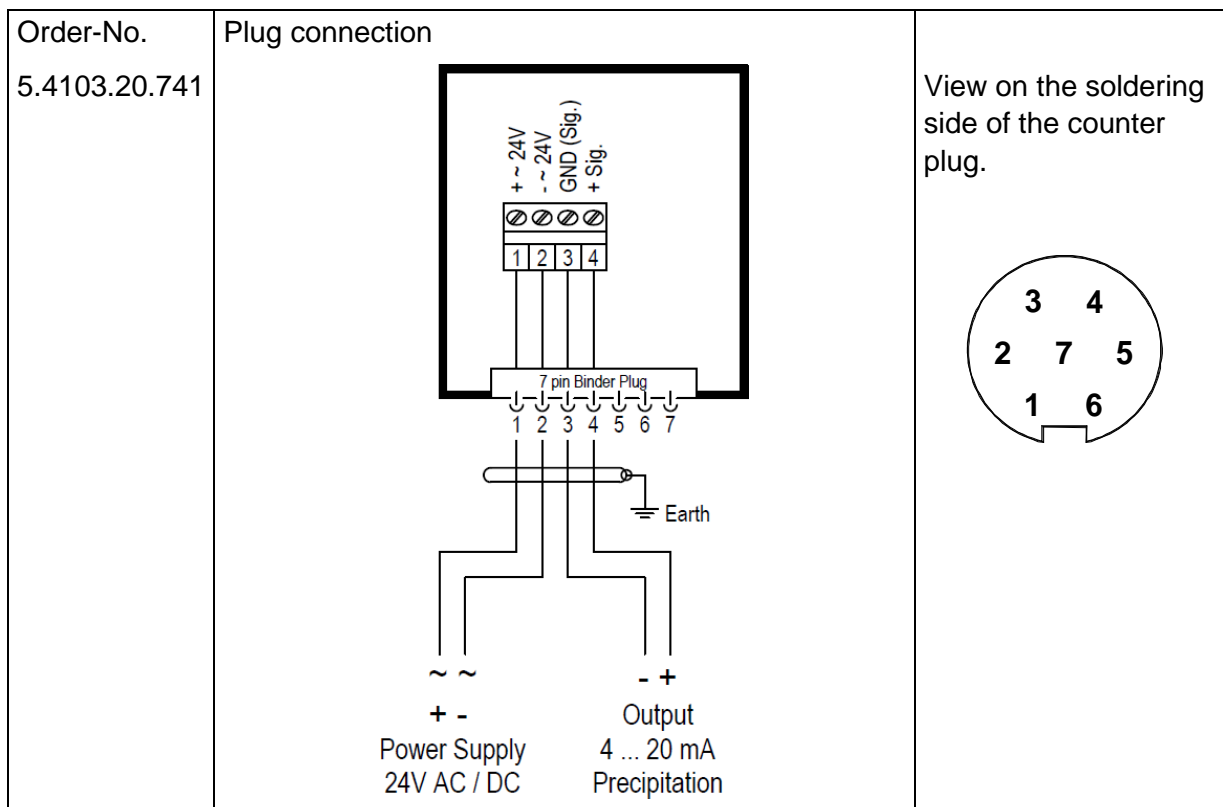 Order-No.
5.4103.20.741
Plug connection
+ ~ 24V
- ~ 24V
GND (Sig.)
+ Sig.
1 2 3 4
7 pin Binder Plug
1 2 3 4 5 6 7
Earth
~ ~
+ -
Power Supply
24V AC / DC
- +
Output
4 ... 20 mA
Precipitation
View on the soldering
side of the counter
plug.
3 4
2 7 5
1 6